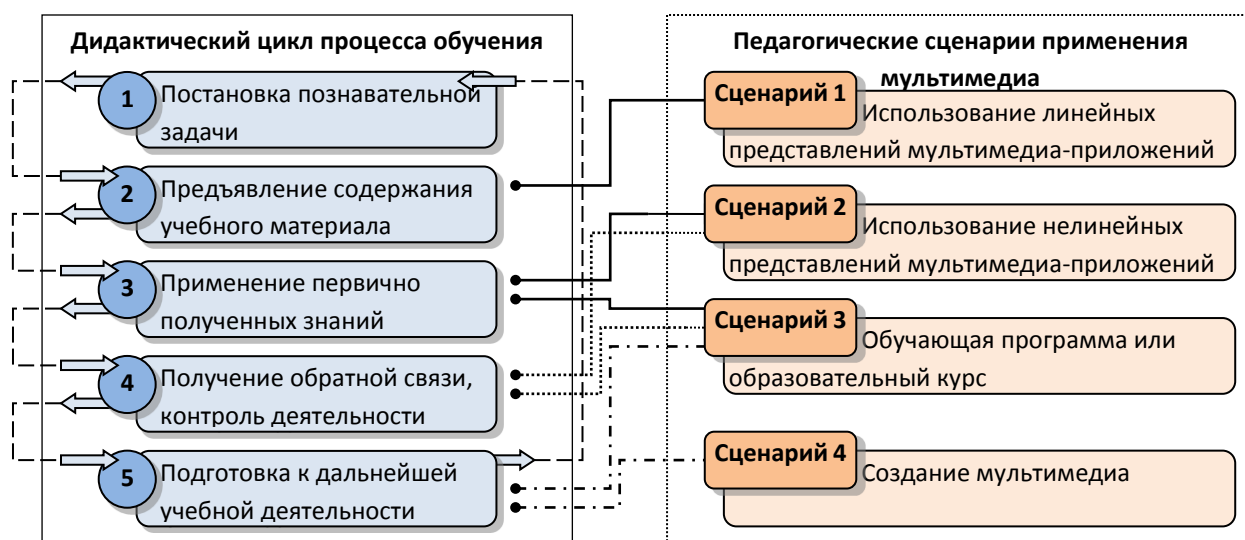 Дидактический цикл процесса обучения
1
Постановка познавательной
задачи
2
Предъявление содержания
учебного материала
3
Применение первично
полученных знаний
4
Получение обратной связи,
контроль деятельности
5
Подготовка к дальнейшей
учебной деятельности
Педагогические сценарии применения
мультимедиа
Сценарий 1
Использование линейных
представлений мультимедиа-приложений
Сценарий 2
Использование нелинейных
представлений мультимедиа-приложений
Сценарий 3
Обучающая программа или
образовательный курс
Сценарий 4
Создание мультимедиа